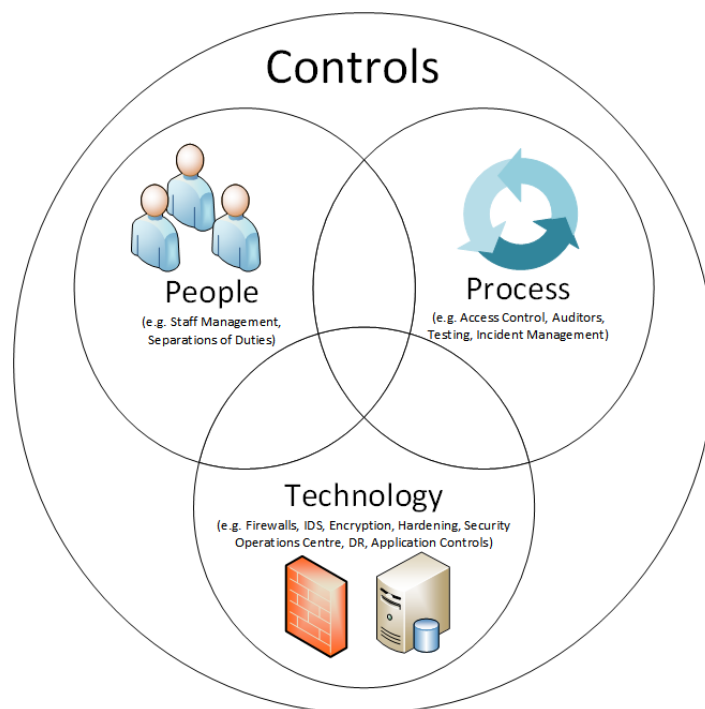 Controls
People
(e.g. Staff Management,
Separations of Duties)
Process
(e.g. Access Control, Auditors,
Testing, Incident Management)
Technology
(e.g. Firewalls, IDS, Encryption, Hardening, Security
Operations Centre, DR, Application Controls)